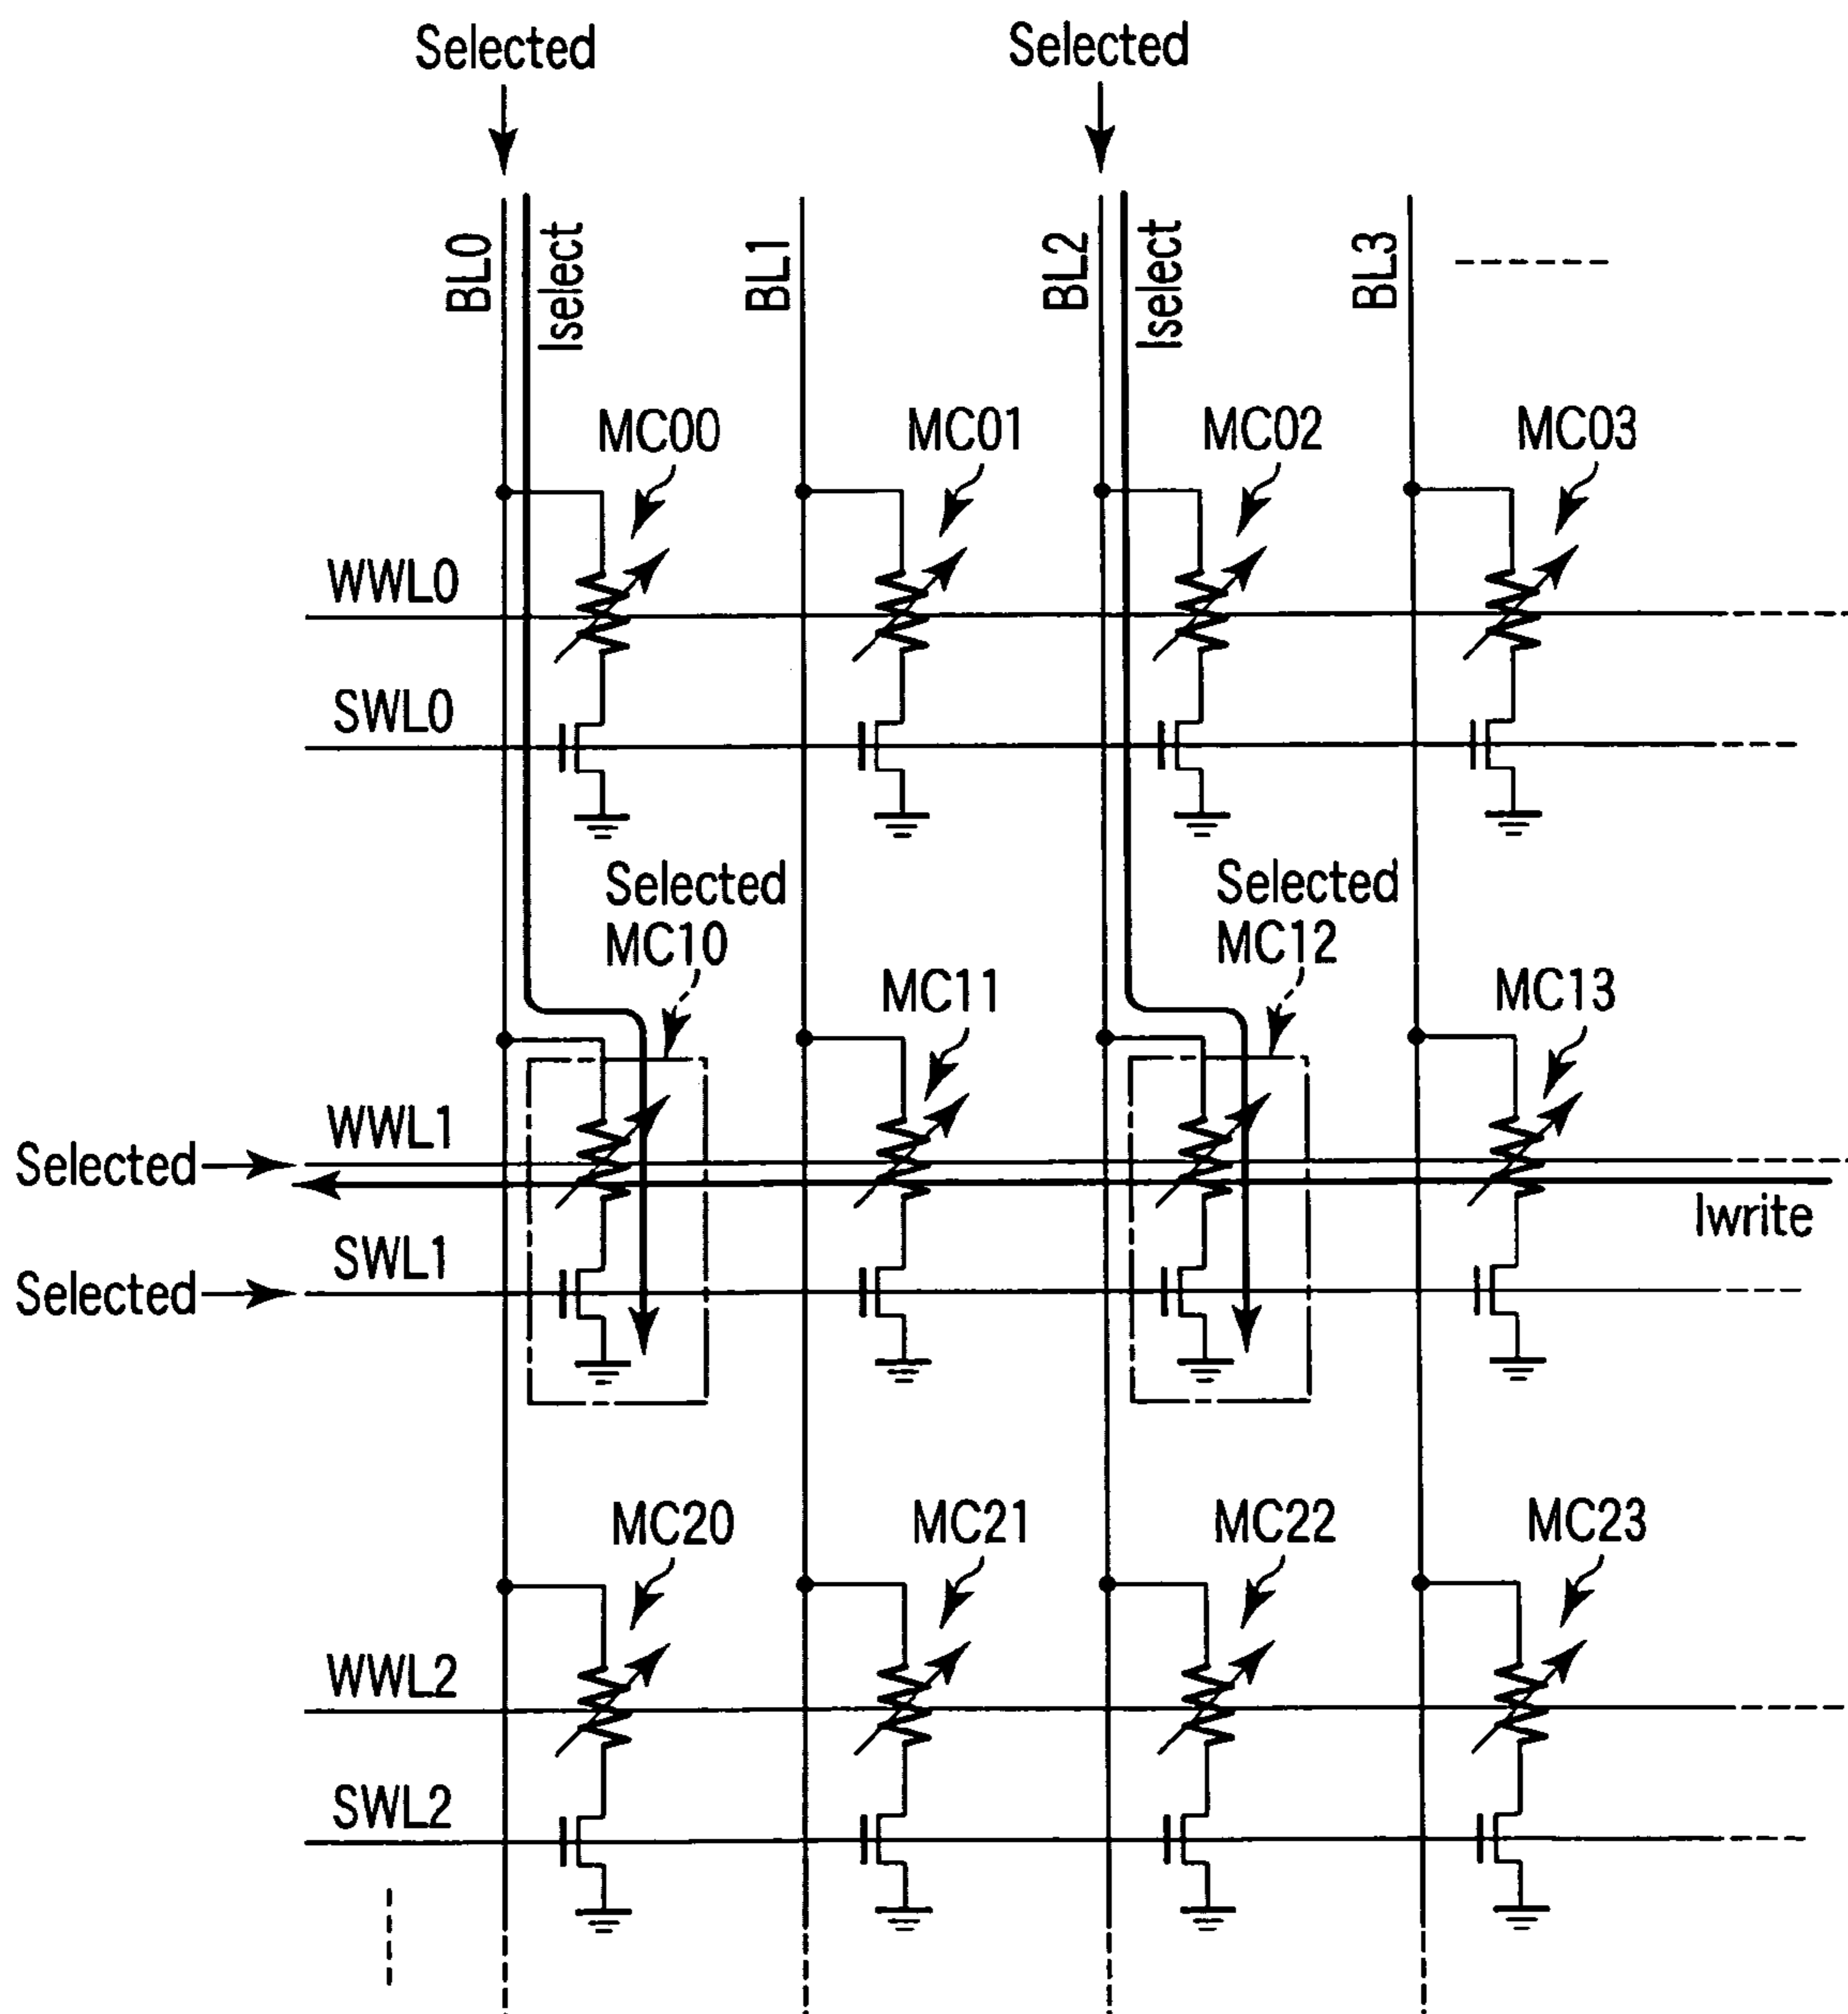 Selected
Selected
BL0
Iselect
BL1
BL2
Iselect
BL3
MC00
MC01
MC02
MC03
WWL0
SWL0
Selected
MC10
Selected
MC12
MC11
MC13
WWL1
Selected
Iwrite
SWL1
Selected
MC20
MC21
MC22
MC23
WWL2
SWL2